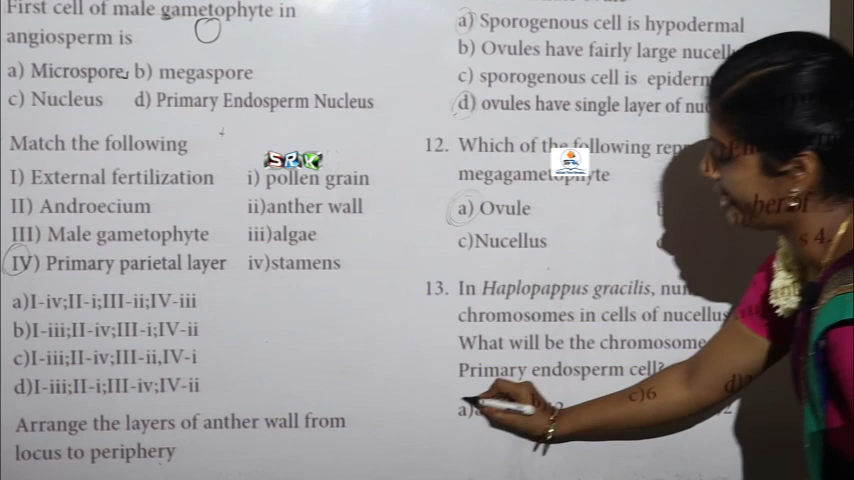 First cell of male gametophyte in
angiosperm is
a) Microspore b) megaspore
c) Nucleus d) Primary Endosperm Nucleus
Match the following
I) External fertilization i) pollen grain
II) Androecium ii)anther wall
III) Male gametophyte iii)algae
IV) Primary parietal layer iv)stamens
a)I-iv;II-i;III-ii;IV-iii
b)I-iii;II-iv;III-i;IV-ii
c)I-iii;II-iv;III-ii,IV-i
d)I-iii;II-i;III-iv;IV-ii
Arrange the layers of anther wall from
locus to periphery
SRK
a) Sporogenous cell is hypodermal
b) Ovules have fairly large
c) sporogenous cell is
d) ovules have single layer of
12. Which of the following
megagametophyte
a) Ovule
c)Nucellus
13. In Haplopappus gracilis,
chromosomes in cells of nucellus
What will be the chromosome
Primary endosperm cell?
a) c)6